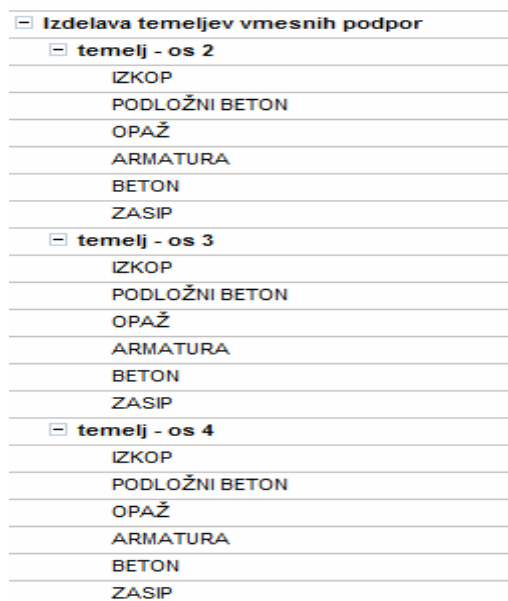 Izdelava temeljev vmesnih podpor
temelj - os 2
IZKOP
PODLOŽNI BETON
OPAŽ
ARMATURA
BETON
ZASIP
temelj - os 3
IZKOP
PODLOŽNI BETON
OPAŽ
ARMATURA
BETON
ZASIP
temelj - os 4
IZKOP
PODLOŽNI BETON
OPAŽ
ARMATURA
BETON
ZASIP